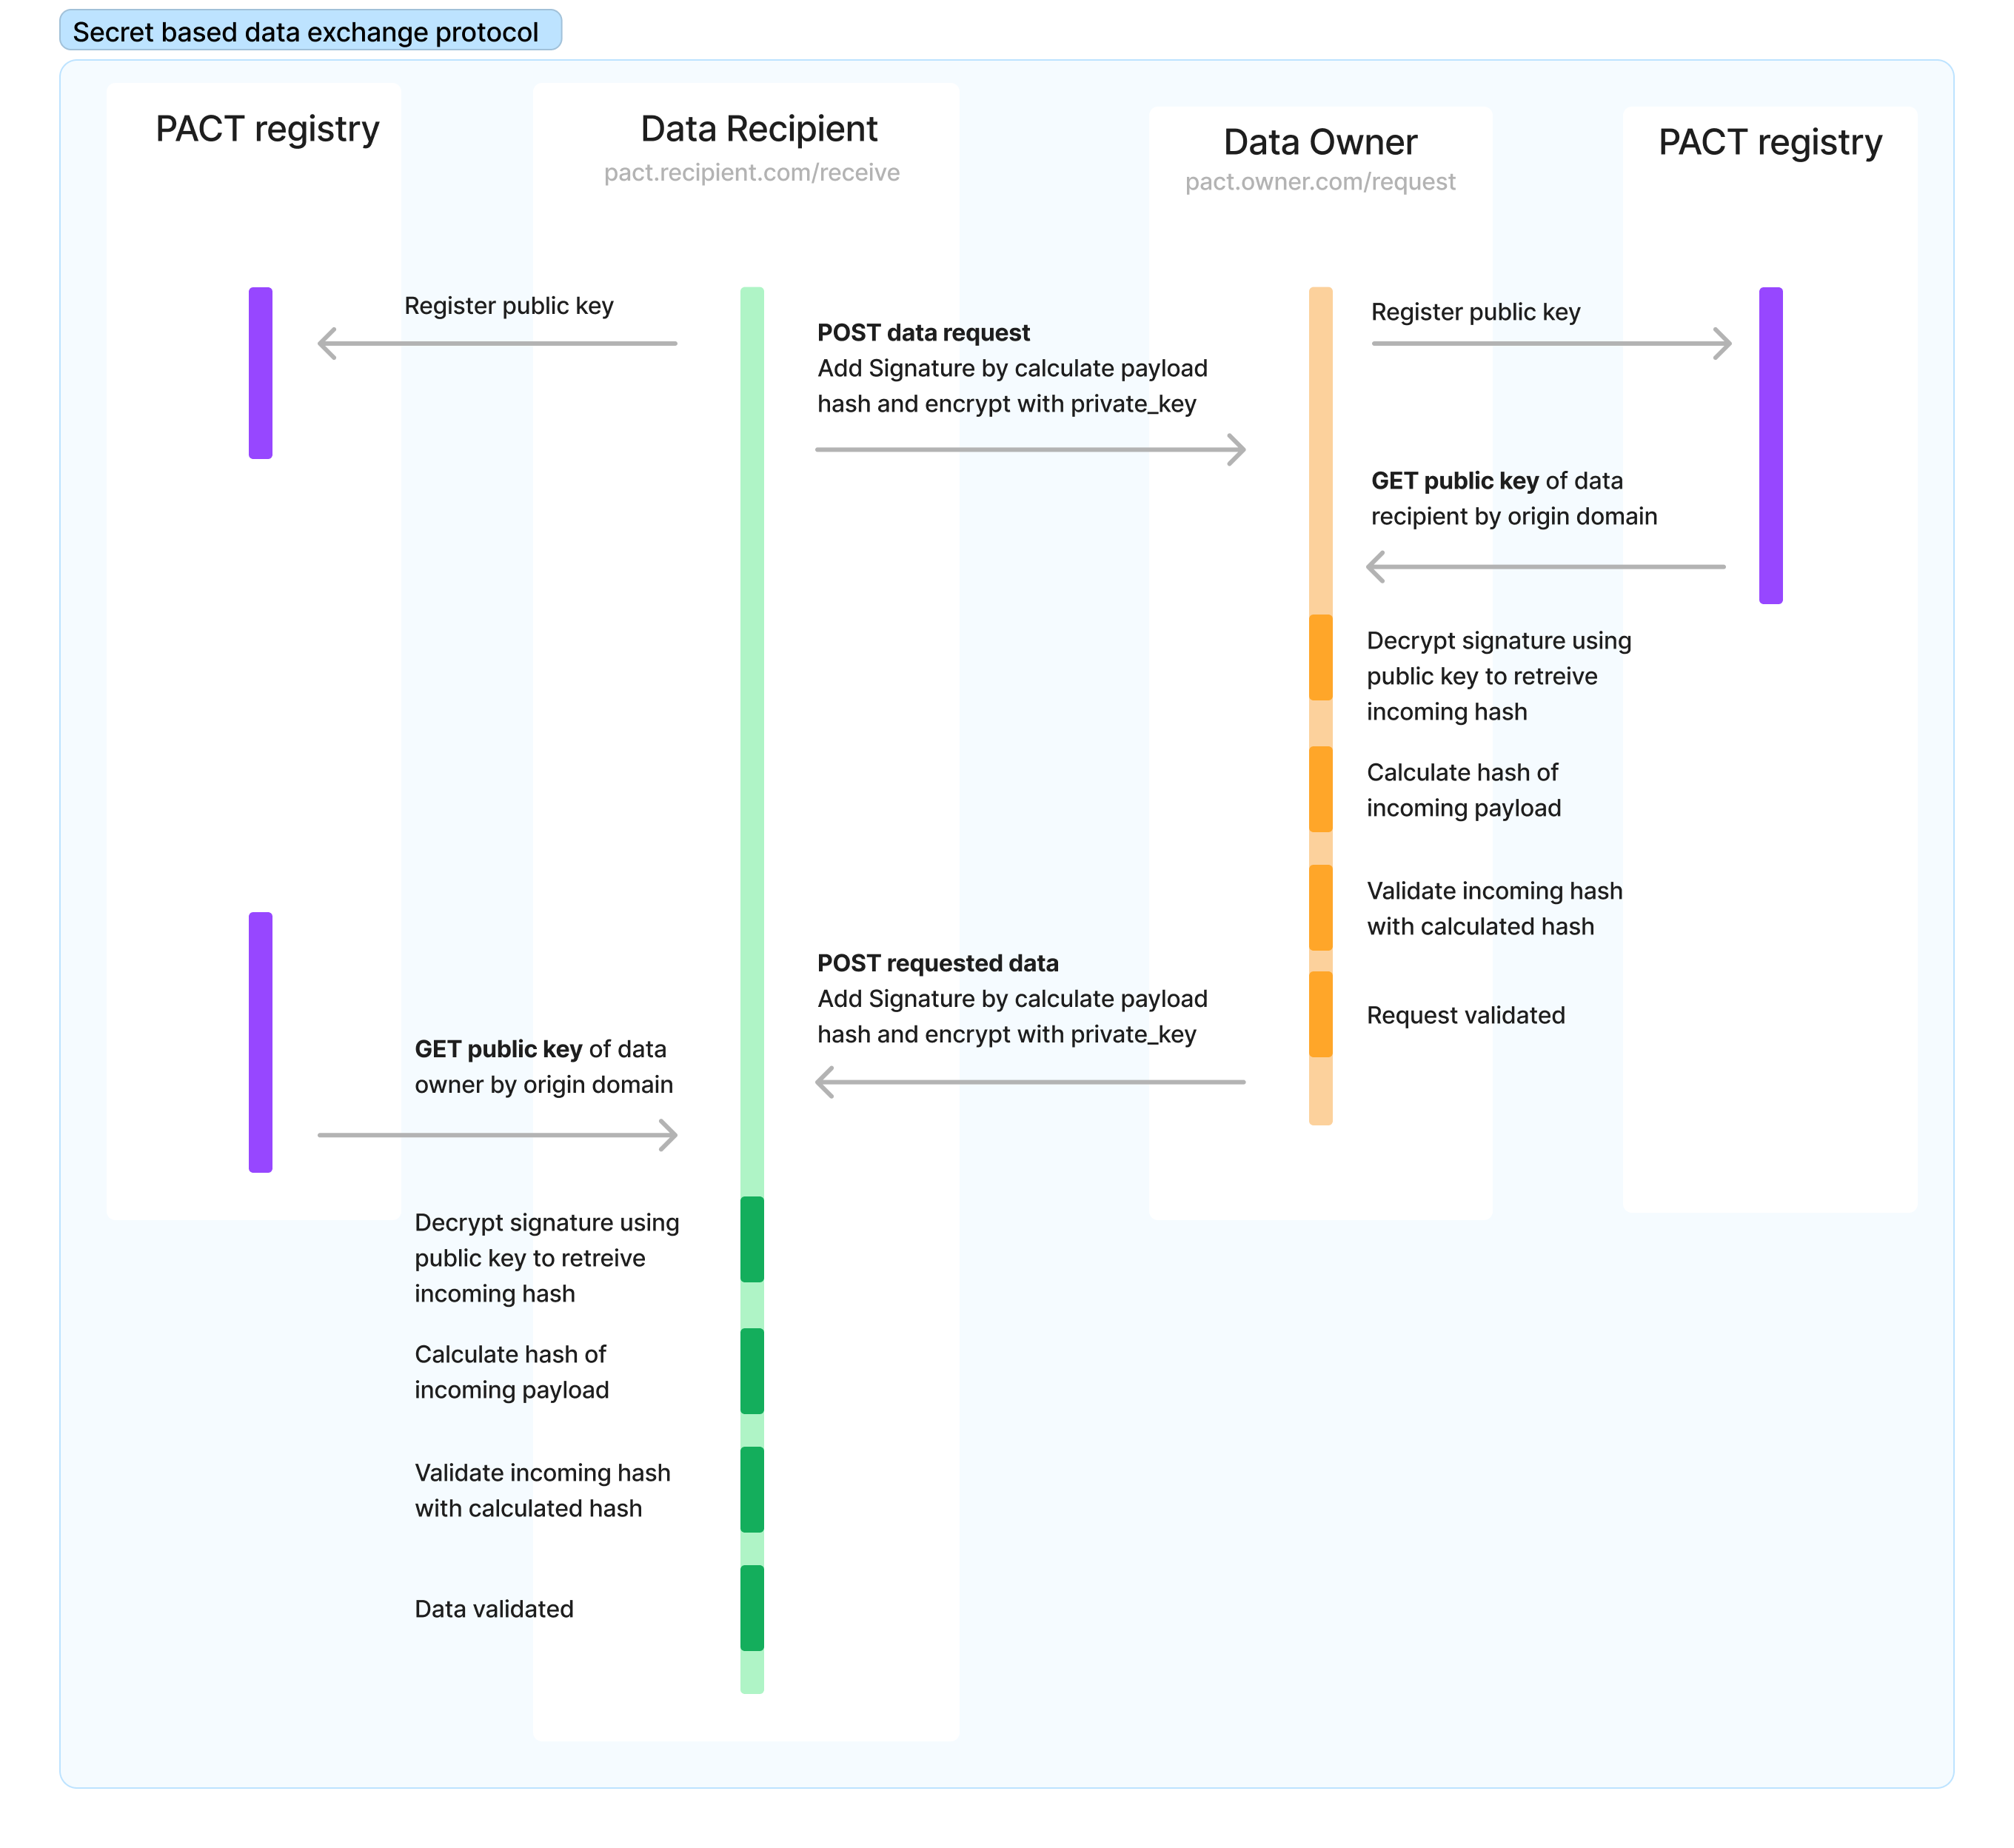 Secret based data exchange protocol
PACT registry
Data Recipient
pact.recipient.com/receive
Data Owner
pact.owner.com/request
PACT registry
Register public key
POST data request
Add Signature by calculate payload
hash and encrypt with private_key
Register public key
GET public key of data
recipient by origin domain
Decrypt signature using
public key to retreive
incoming hash
Calculate hash of
incoming payload
Validate incoming hash
with calculated hash
Request validated
POST requested data
Add Signature by calculate payload
hash and encrypt with private_key
GET public key of data
owner by origin domain
Decrypt signature using
public key to retreive
incoming hash
Calculate hash of
incoming payload
Validate incoming hash
with calculated hash
Data validated